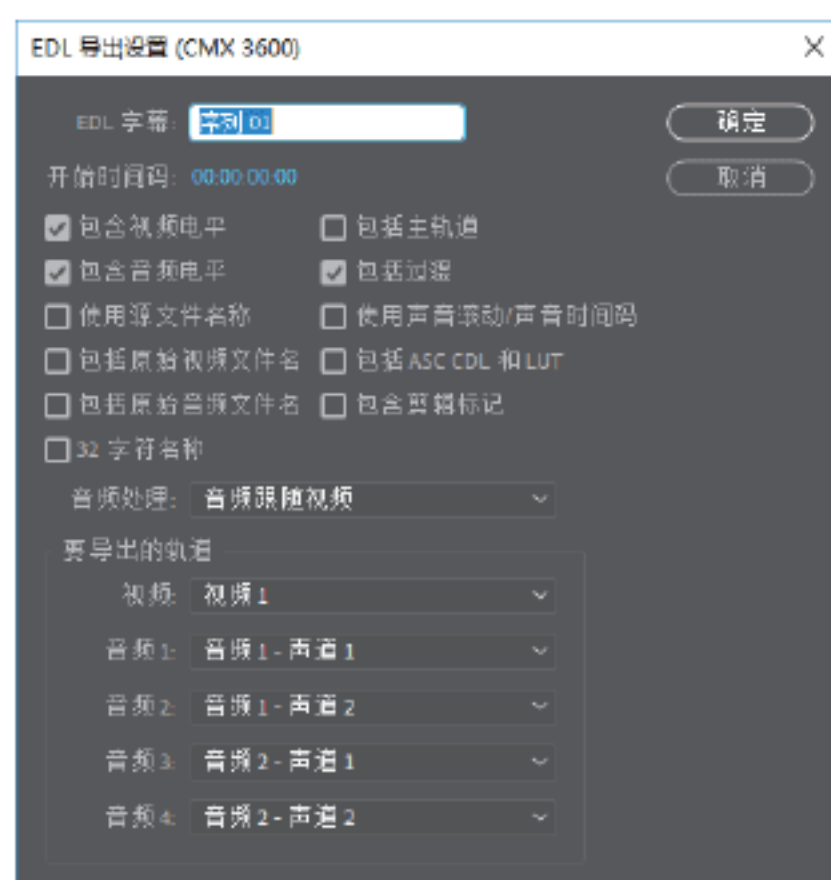 EDL 导出设置 (CMX 3600)
EDL 字幕: 序列 01
确定
开始时间码: 00:00:00:00
取消
包含视频电平
包括主轨道
包含音频电平
包括过渡
使用源文件名称
使用声音滚动/声音时间码
包括原始视频文件名
包括 ASC CDL 和 LUT
包括原始音频文件名
包含剪辑标记
32 字符名称
音频处理: 音频跟随视频
要导出的轨道
视频: 视频 1
音频 1: 音频 1 - 声道 1
音频 2: 音频 1 - 声道 2
音频 3: 音频 2 - 声道 1
音频 4: 音频 2 - 声道 2